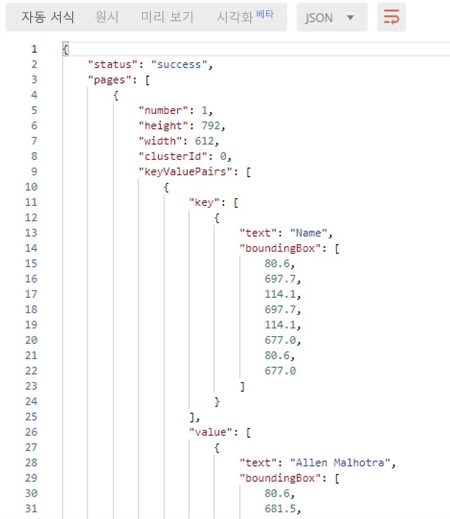 자동 서식 원시 미리 보기 시각화 베타 JSON
1 {
2 "status": "success",
3 "pages": [
4 {
5 "number": 1,
6 "height": 792,
7 "width": 612,
8 "clusterId": 0,
9 "keyValuePairs": [
10 {
11 "key": [
12 {
13 "text": "Name",
14 "boundingBox": [
15 80.6,
16 697.7,
17 114.1,
18 697.7,
19 114.1,
20 677.0,
21 80.6,
22 677.0
23 ]
24 }
25 ],
26 "value": [
27 {
28 "text": "Allen Malhotra",
29 "boundingBox": [
30 80.6,
31 681.5,